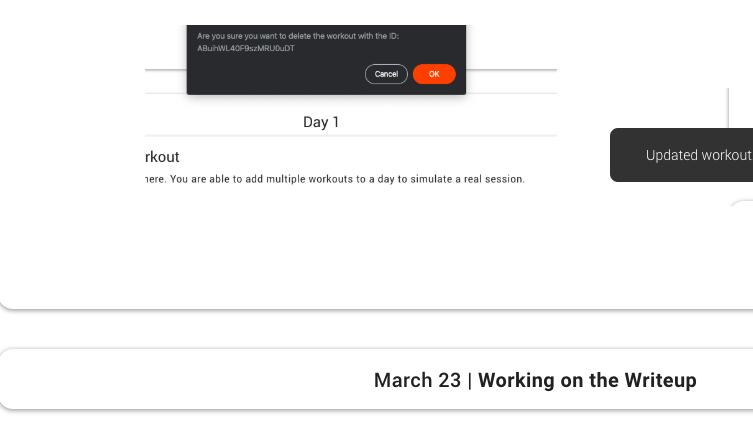 Are you sure you want to delete the workout with the ID:
ABuihWL40F9szMRU0uDT
Cancel
OK
Day 1
rkout
here. You are able to add multiple workouts to a day to simulate a real session.
Updated workout
March 23 | Working on the Writeup